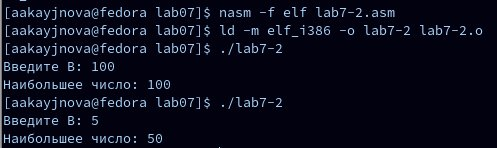 [aakayjnova@fedora lab07]$ nasm -f elf lab7-2.asm
[aakayjnova@fedora lab07]$ ld -m elf_i386 -o lab7-2 lab7-2.o
[aakayjnova@fedora lab07]$ ./lab7-2
Введите B: 100
Наибольшее число: 100
[aakayjnova@fedora lab07]$ ./lab7-2
Введите B: 5
Наибольшее число: 50